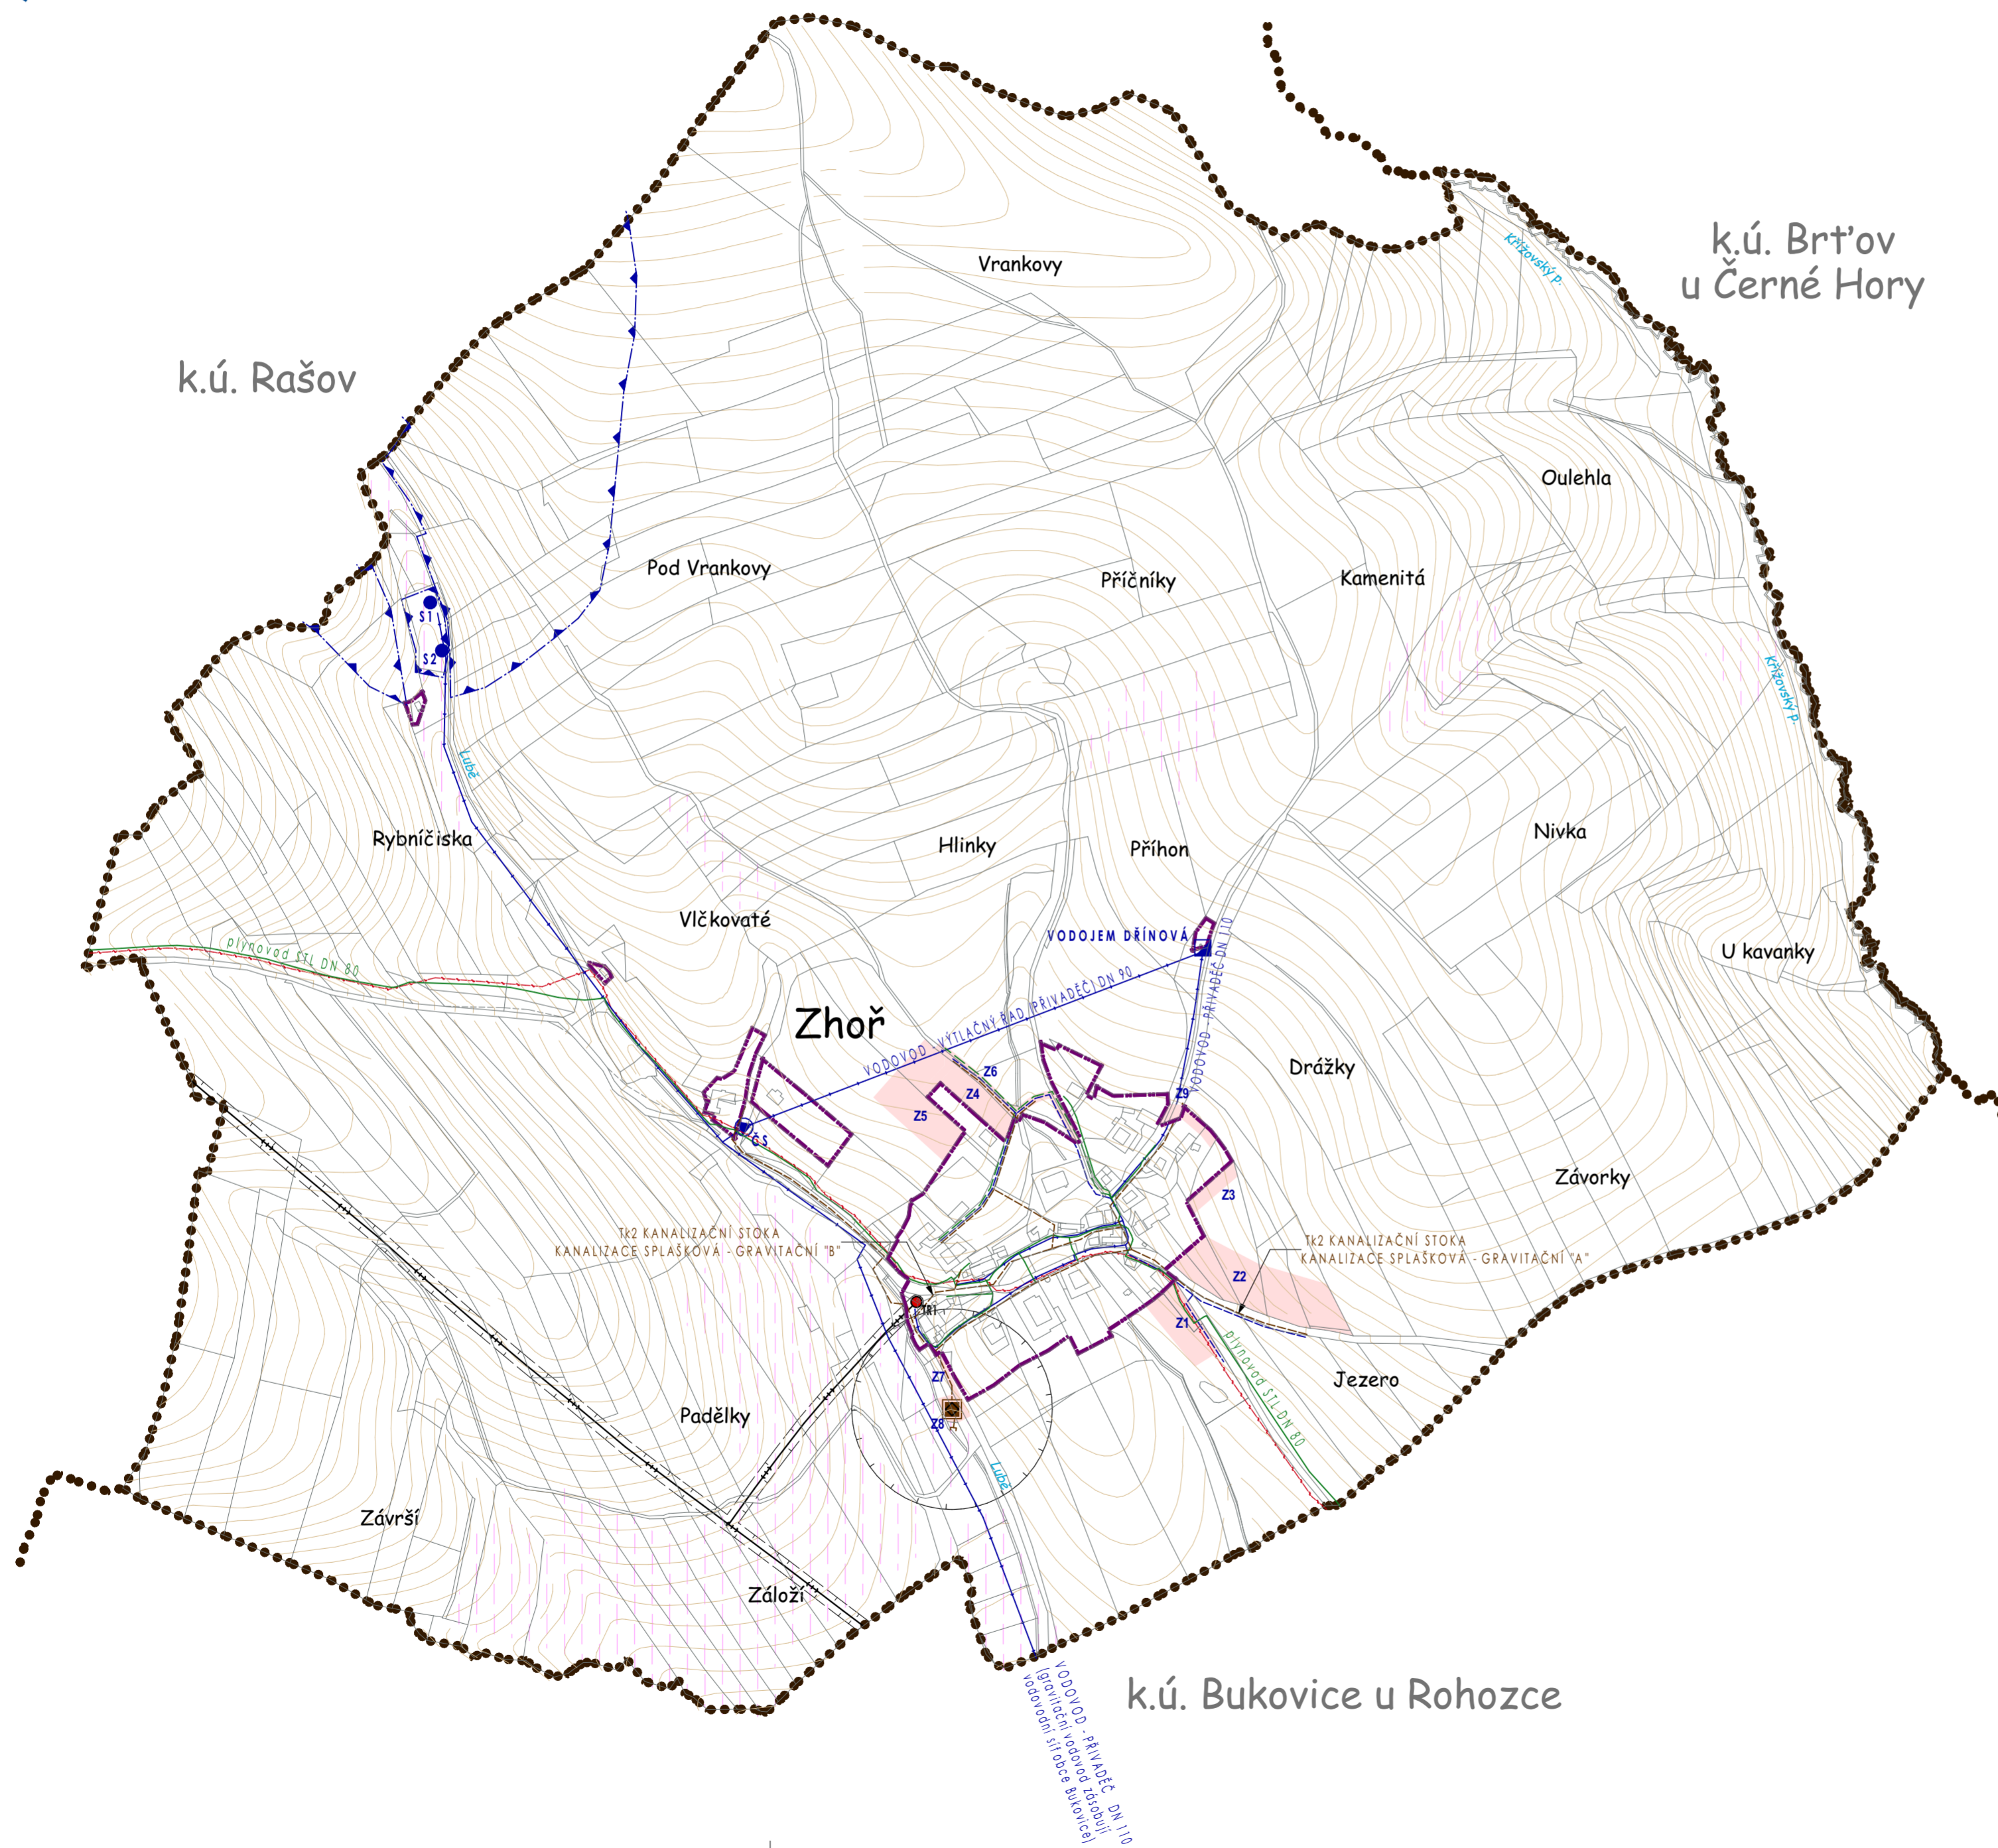 k.ú. Brťov
u Černé Hory
Křížovský p.
Vrankovy
k.ú. Rašov
Oulehla
Pod Vrankovy
Příčníky
Kamenitá
S1
S2
Křížovský p.
Lubě
Rybníčiska
Hlinky
Příhon
Nivka
Vlčkovaté
VODOJEM DŘÍNOVÁ
VODOVOD - PŘIVADĚČ DN 110
U kavanky
plynovod STL DN 80
Zhoř
VODOVOD - VÝTLAČNÝ ŘAD (PŘIVADĚČ) DN 90
Drážky
Z6
Z4
Z5
Z9
ČS
Závorky
Z3
Tk2 KANALIZAČNÍ STOKA
KANALIZACE SPLAŠKOVÁ - GRAVITAČNÍ "B"
Tk2 KANALIZAČNÍ STOKA
KANALIZACE SPLAŠKOVÁ - GRAVITAČNÍ "A"
Z2
TR1
Z1
plynovod STL DN 80
Jezero
Z7
Z8
Padělky
Lubě
Závrší
Záloží
k.ú. Bukovice u Rohozce
VODOVOD - PŘIVADĚČ DN 110
(gravitační vodovod zásobují
vodovodní síť obce Bukovice)